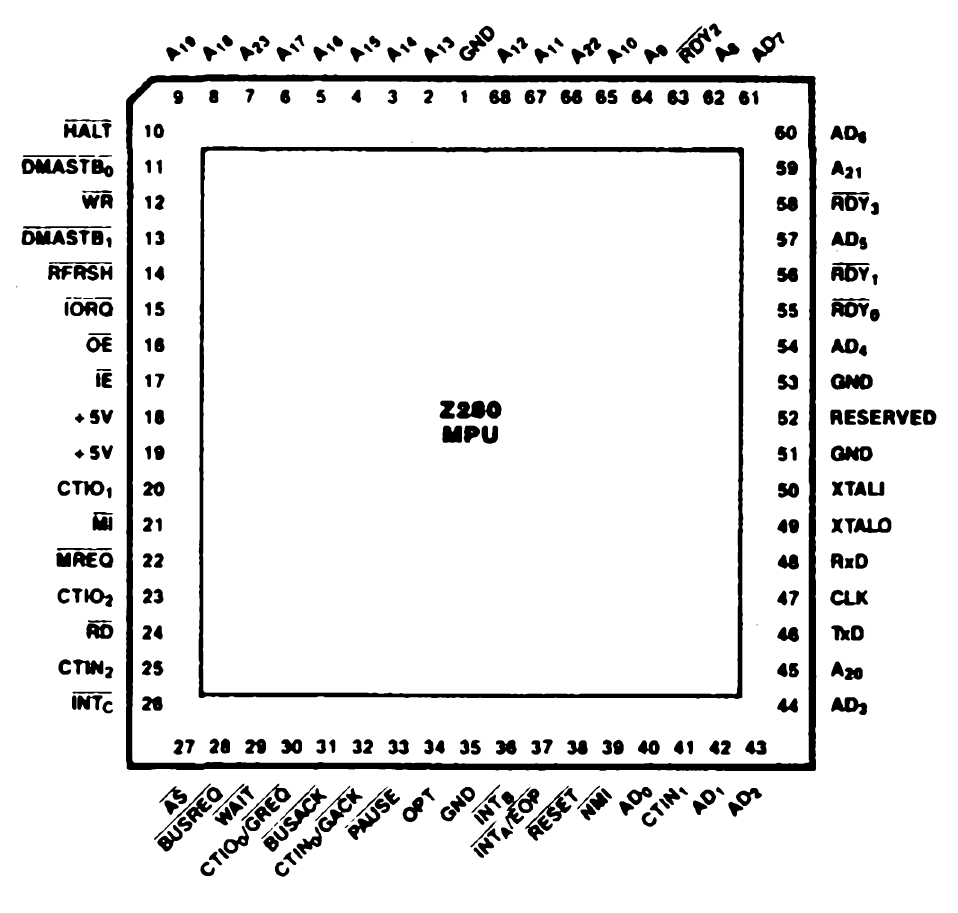 A19 A18 A23 A17 A16 A15 A14 A13 GND A12 A11 A22 A10 A9 RDY2 A8 AD7
9 8 7 6 5 4 3 2 1 68 67 66 65 64 63 62 61
HALT 10 60 AD6
DMASTB0 11 59 A21
WR 12 58 RDY3
DMASTB1 13 57 AD5
RFRSH 14 56 RDY1
IORQ 15 55 RDY0
OE 16 54 AD4
IE 17 53 GND
+5V 18 52 RESERVED
+5V 19 51 GND
CTIO1 20 50 XTALI
MI 21 49 XTALO
MREQ 22 48 RxD
CTIO2 23 47 CLK
RD 24 46 TxD
CTIN2 25 45 A20
INTC 26 44 AD3
Z280
MPU
27 28 29 30 31 32 33 34 35 36 37 38 39 40 41 42 43
AS BUSREQ WAIT CTIO0/GREQ BUSACK CTIN0/GACK PAUSE OPT GND INTB INTA/EOP RESET NMI AD0 CTIN1 AD1 AD2